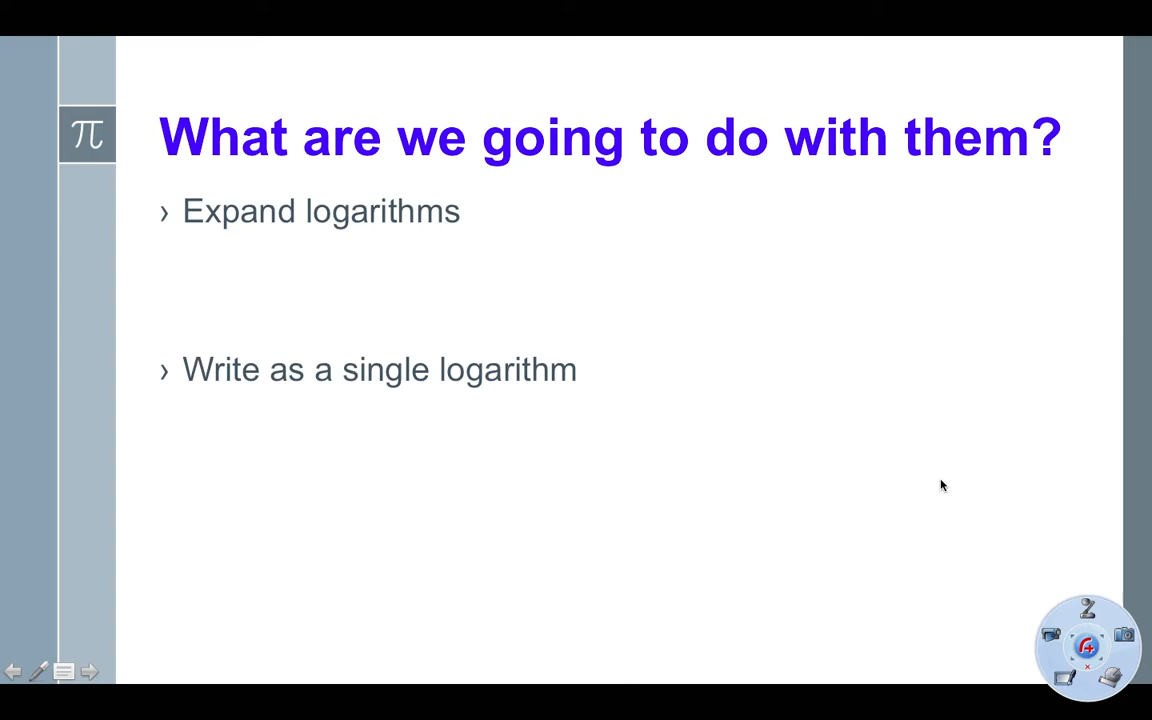 π
What are we going to do with them?
› Expand logarithms
› Write as a single logarithm